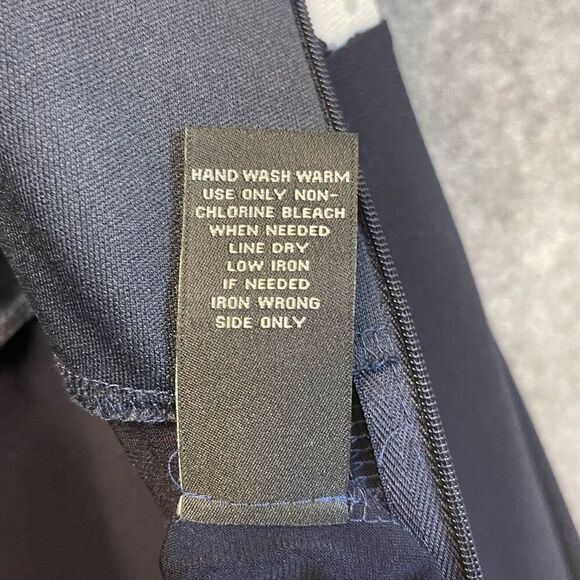 HAND WASH WARM
USE ONLY NON-
CHLORINE BLEACH
WHEN NEEDED
LINE DRY
LOW IRON
IF NEEDED
IRON WRONG
SIDE ONLY